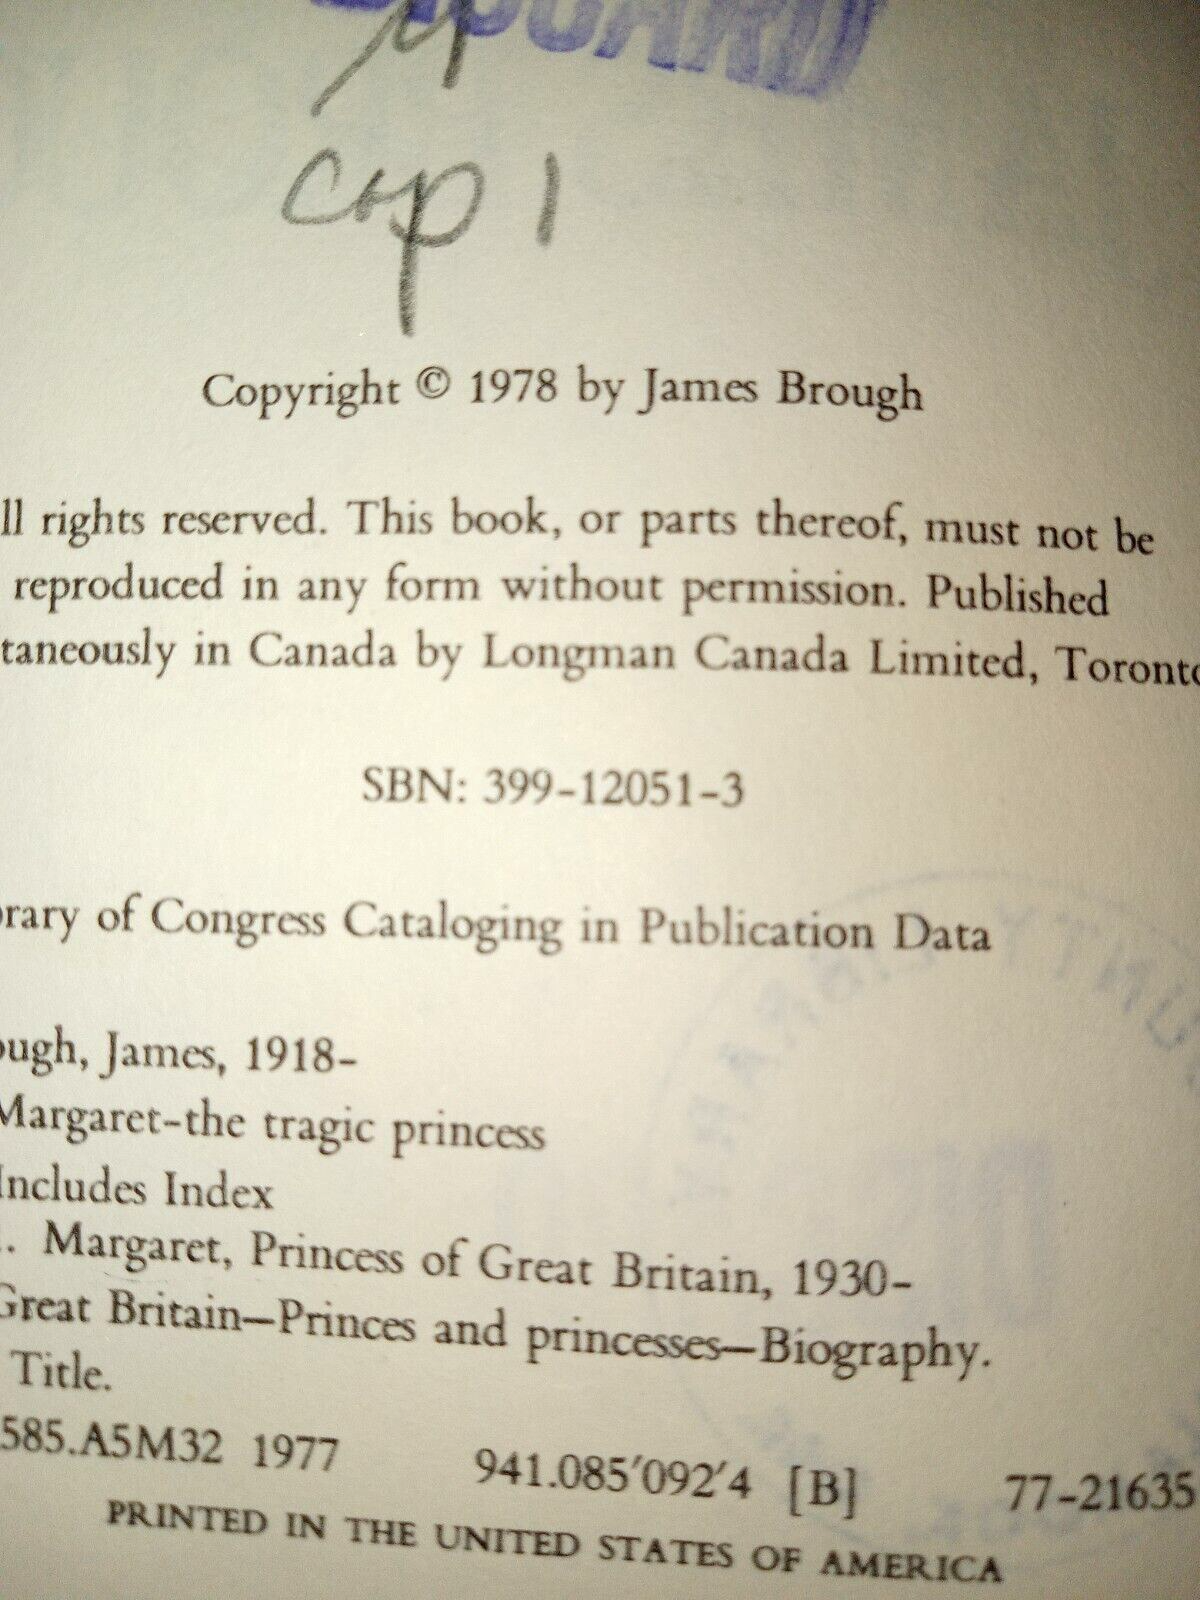 cop 1
Copyright © 1978 by James Brough
ll rights reserved. This book, or parts thereof, must not be
reproduced in any form without permission. Published
taneously in Canada by Longman Canada Limited, Toronto
SBN: 399-12051-3
rary of Congress Cataloging in Publication Data
ough, James, 1918-
Margaret-the tragic princess
Includes Index
. Margaret, Princess of Great Britain, 1930-
Great Britain—Princes and princesses—Biography.
Title.
585.A5M32 1977 941.085'092'4 [B] 77-21635
PRINTED IN THE UNITED STATES OF AMERICA